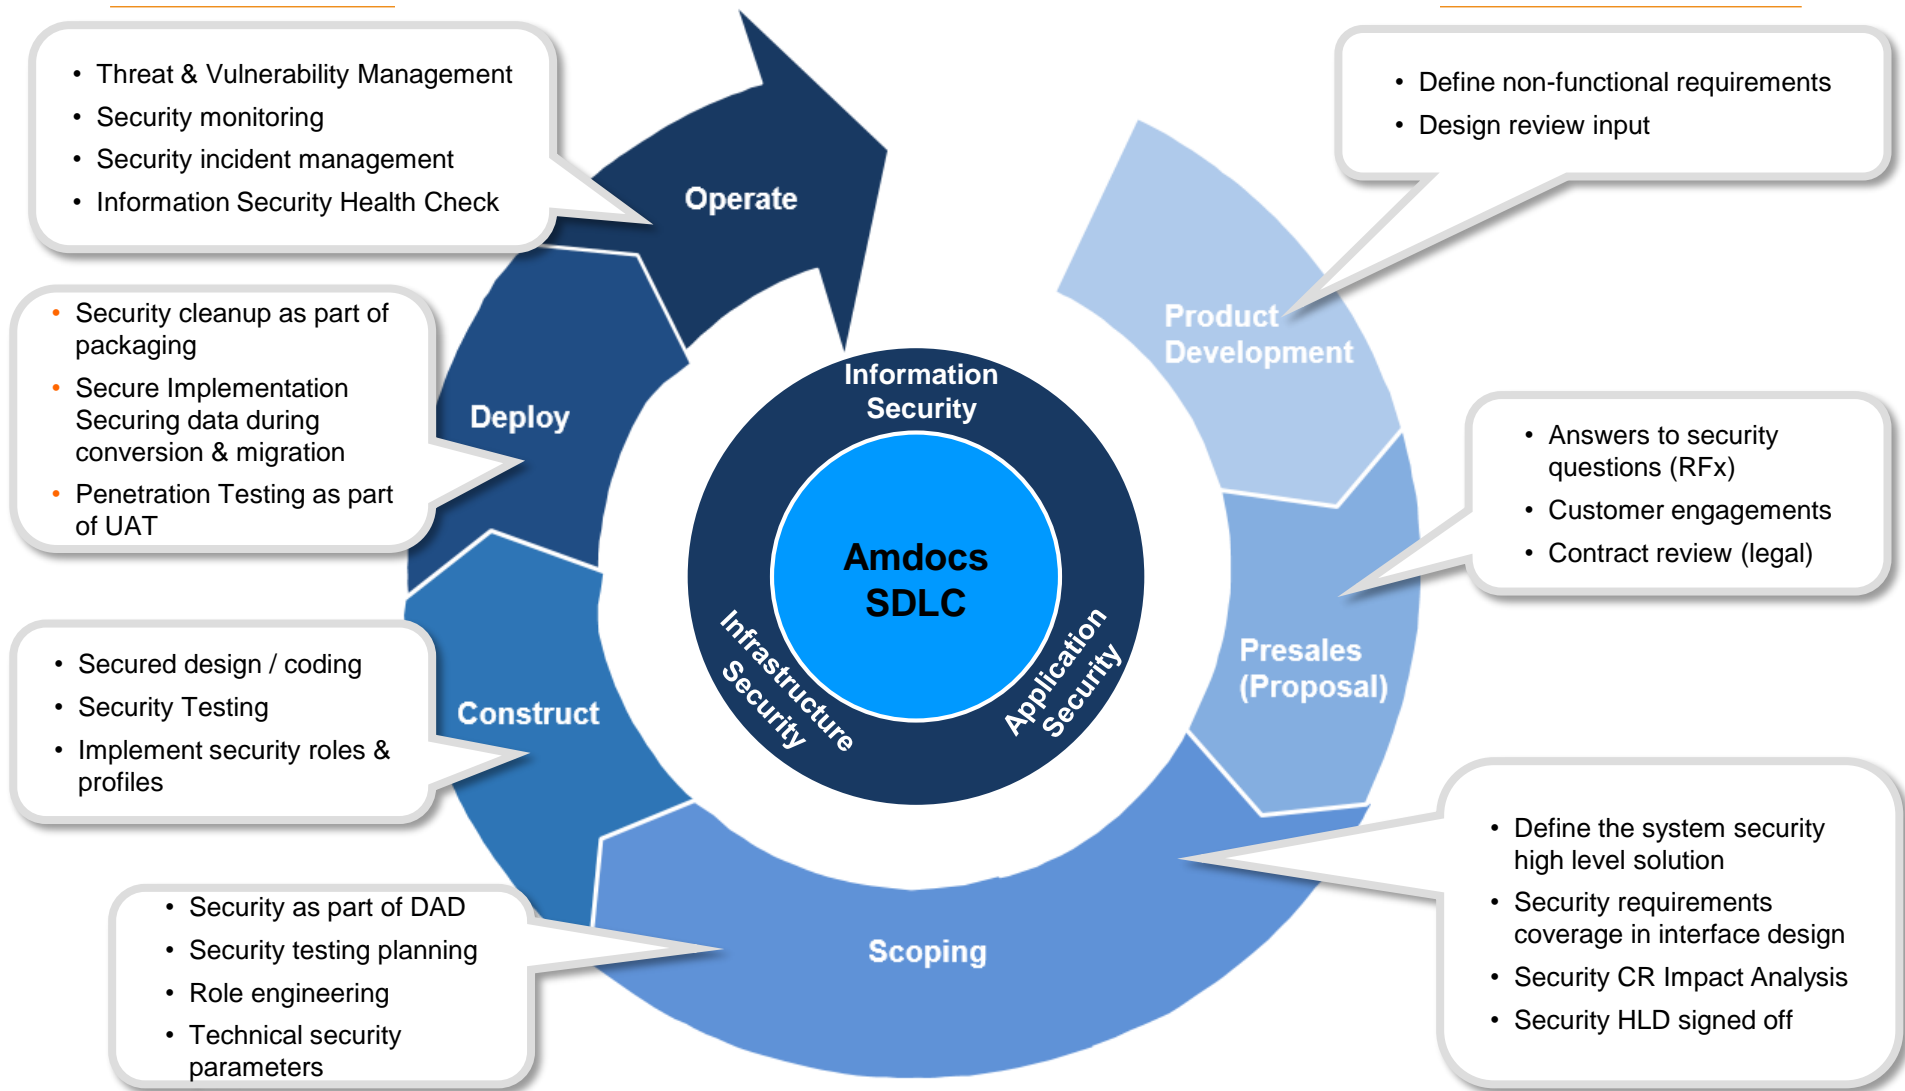 • Threat & Vulnerability Management
• Security monitoring
• Security incident management
• Information Security Health Check
• Define non-functional requirements
• Design review input
Operate
Product
Development
• Security cleanup as part of
packaging
• Secure Implementation
Securing data during
conversion & migration
• Penetration Testing as part
of UAT
Deploy
Information
Security
Amdocs
SDLC
Infrastructure
Security
Application
Security
• Answers to security
questions (RFx)
• Customer engagements
• Contract review (legal)
Presales
(Proposal)
• Secured design / coding
• Security Testing
• Implement security roles &
profiles
Construct
• Define the system security
high level solution
• Security requirements
coverage in interface design
• Security CR Impact Analysis
• Security HLD signed off
• Security as part of DAD
• Security testing planning
• Role engineering
• Technical security
parameters
Scoping